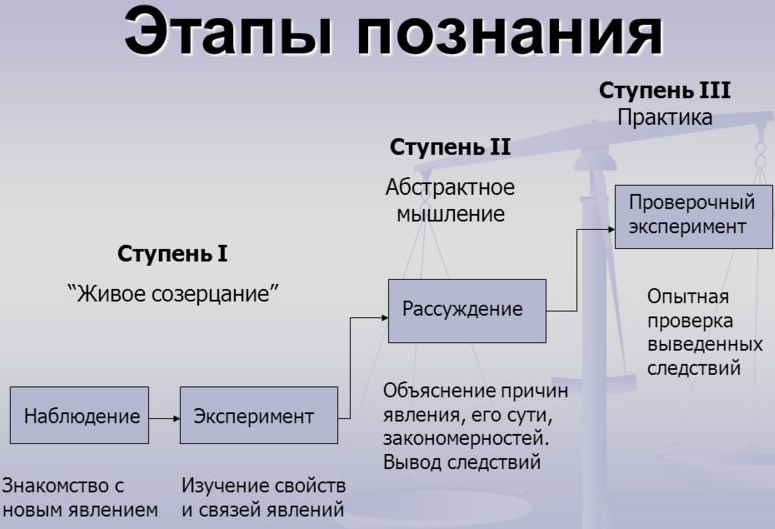 Этапы познания
Ступень III
Практика
Ступень II
Абстрактное
мышление
Проверочный
эксперимент
Ступень I
“Живое созерцание”
Рассуждение
Опытная
проверка
выведенных
следствий
Наблюдение
Эксперимент
Объяснение причин
явления, его сути,
закономерностей.
Вывод следствий
Знакомство с
новым явлением
Изучение свойств
и связей явлений